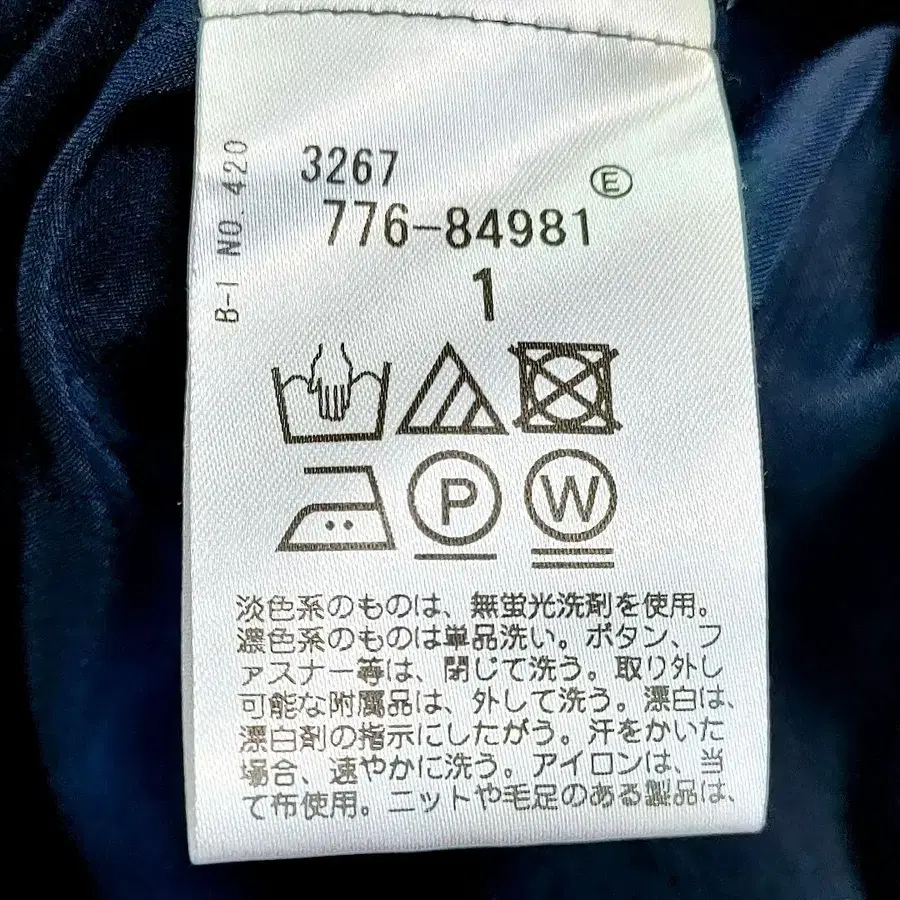 B-1 NO. 420
3267
E
776-84981
1
P
W
淡色系のものは、無蛍光洗剤を使用。
濃色系のものは単品洗い。ボタン、フ
ァスナー等は、閉じて洗う。取り外し
可能な附属品は、外して洗う。漂白は、
漂白剤の指示にしたがう。汗をかいた
場合、速やかに洗う。アイロンは、当
て布使用。ニットや毛足のある製品は、